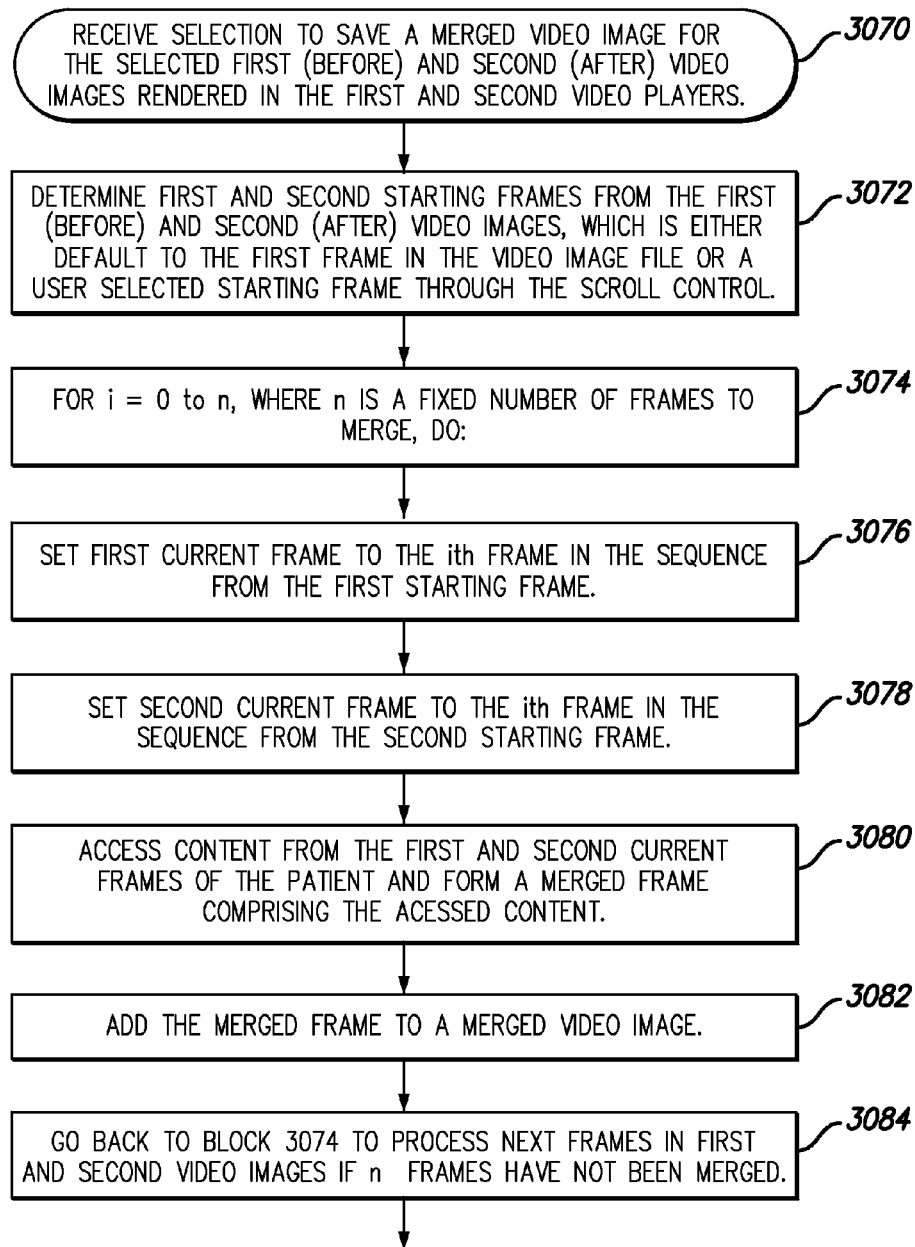 RECEIVE SELECTION TO SAVE A MERGED VIDEO IMAGE FOR
THE SELECTED FIRST (BEFORE) AND SECOND (AFTER) VIDEO
IMAGES RENDERED IN THE FIRST AND SECOND VIDEO PLAYERS.
3070
DETERMINE FIRST AND SECOND STARTING FRAMES FROM THE FIRST
(BEFORE) AND SECOND (AFTER) VIDEO IMAGES, WHICH IS EITHER
DEFAULT TO THE FIRST FRAME IN THE VIDEO IMAGE FILE OR A
USER SELECTED STARTING FRAME THROUGH THE SCROLL CONTROL.
3072
FOR i = 0 to n, WHERE n IS A FIXED NUMBER OF FRAMES TO
MERGE, DO:
3074
SET FIRST CURRENT FRAME TO THE ith FRAME IN THE SEQUENCE
FROM THE FIRST STARTING FRAME.
3076
SET SECOND CURRENT FRAME TO THE ith FRAME IN THE
SEQUENCE FROM THE SECOND STARTING FRAME.
3078
ACCESS CONTENT FROM THE FIRST AND SECOND CURRENT
FRAMES OF THE PATIENT AND FORM A MERGED FRAME
COMPRISING THE ACESSED CONTENT.
3080
ADD THE MERGED FRAME TO A MERGED VIDEO IMAGE.
3082
GO BACK TO BLOCK 3074 TO PROCESS NEXT FRAMES IN FIRST
AND SECOND VIDEO IMAGES IF n FRAMES HAVE NOT BEEN MERGED.
3084